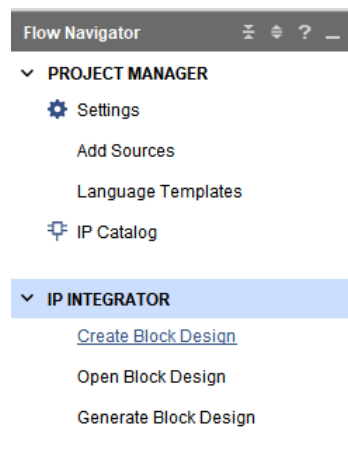 Flow Navigator ?
PROJECT MANAGER
Settings
Add Sources
Language Templates
IP Catalog
IP INTEGRATOR
Create Block Design
Open Block Design
Generate Block Design